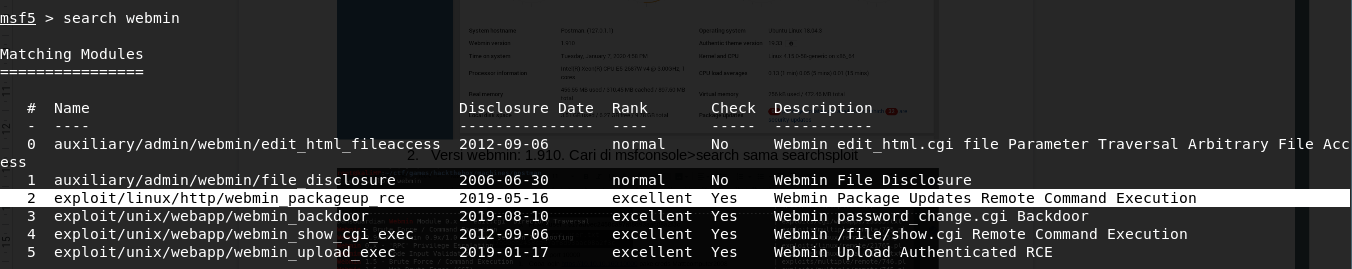 msf5 > search webmin
Matching Modules
================
# Name Disclosure Date Rank Check Description
- ---- --------------- ---- ----- -----------
0 auxiliary/admin/webmin/edit_html_fileaccess 2012-09-06 normal No Webmin edit_html.cgi file Parameter Traversal Arbitrary File Acc
2. Versi webmin: 1.910. Cari di msfconsole>search sama searchsploit
ess
1 auxiliary/admin/webmin/file_disclosure 2006-06-30 normal No Webmin File Disclosure
2 exploit/linux/http/webmin_packageup_rce 2019-05-16 excellent Yes Webmin Package Updates Remote Command Execution
3 exploit/unix/webapp/webmin_backdoor 2019-08-10 excellent Yes Webmin password_change.cgi Backdoor
4 exploit/unix/webapp/webmin_show_cgi_exec 2012-09-06 excellent Yes Webmin /file/show.cgi Remote Command Execution
5 exploit/unix/webapp/webmin_upload_exec 2019-01-17 excellent Yes Webmin Upload Authenticated RCE